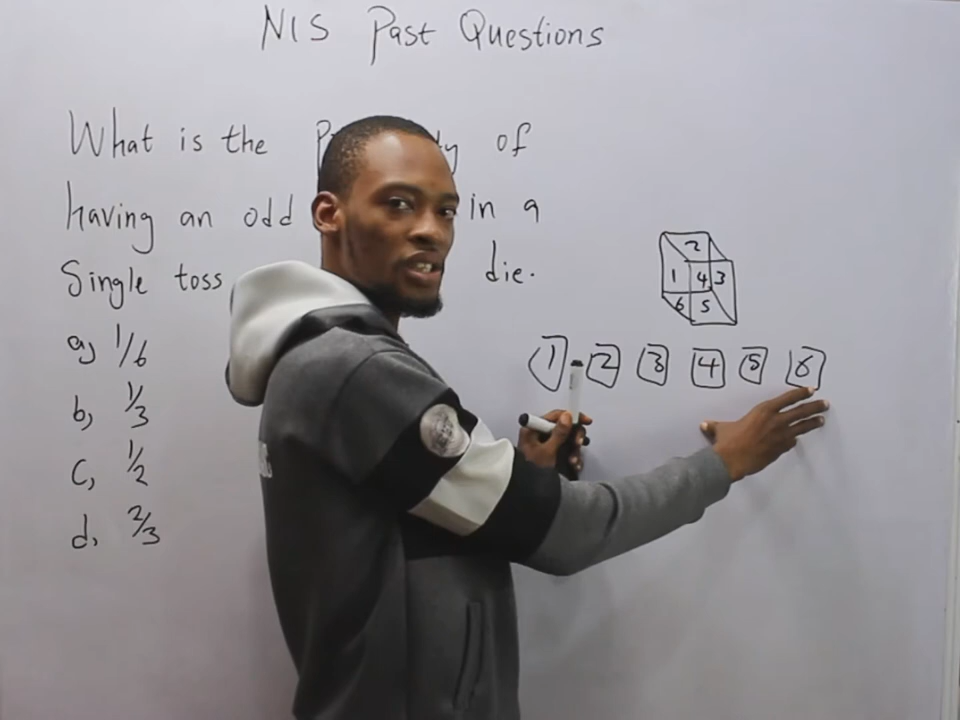 NIS Past Questions
What is the of
having an odd in a
Single toss die.
a, 1/6
b, 1/3
c, 1/2
d, 2/3
2
1 4 3
6 5
1 2 3 4 5 6